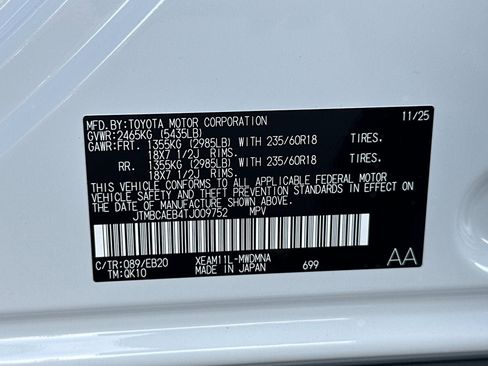 MFD.BY:TOYOTA MOTOR CORPORATION 11/25
GVWR:2465KG (5435LB)
GAWR:FRT. 1355KG (2985LB) WITH 235/60R18 TIRES.
18X7 1/2J RIMS.
RR. 1355KG (2985LB) WITH 235/60R18 TIRES.
18X7 1/2J RIMS.
THIS VEHICLE CONFORMS TO ALL APPLICABLE FEDERAL MOTOR
VEHICLE SAFETY AND THEFT PREVENTION STANDARDS IN EFFECT ON
THE DATE OF MANUFACTURE SHOWN ABOVE.
JTMBCAEB4TJ009752 MPV
C/TR:089/EB20 XEAM11L-MWDMNA AA
TM:QK10 MADE IN JAPAN 699